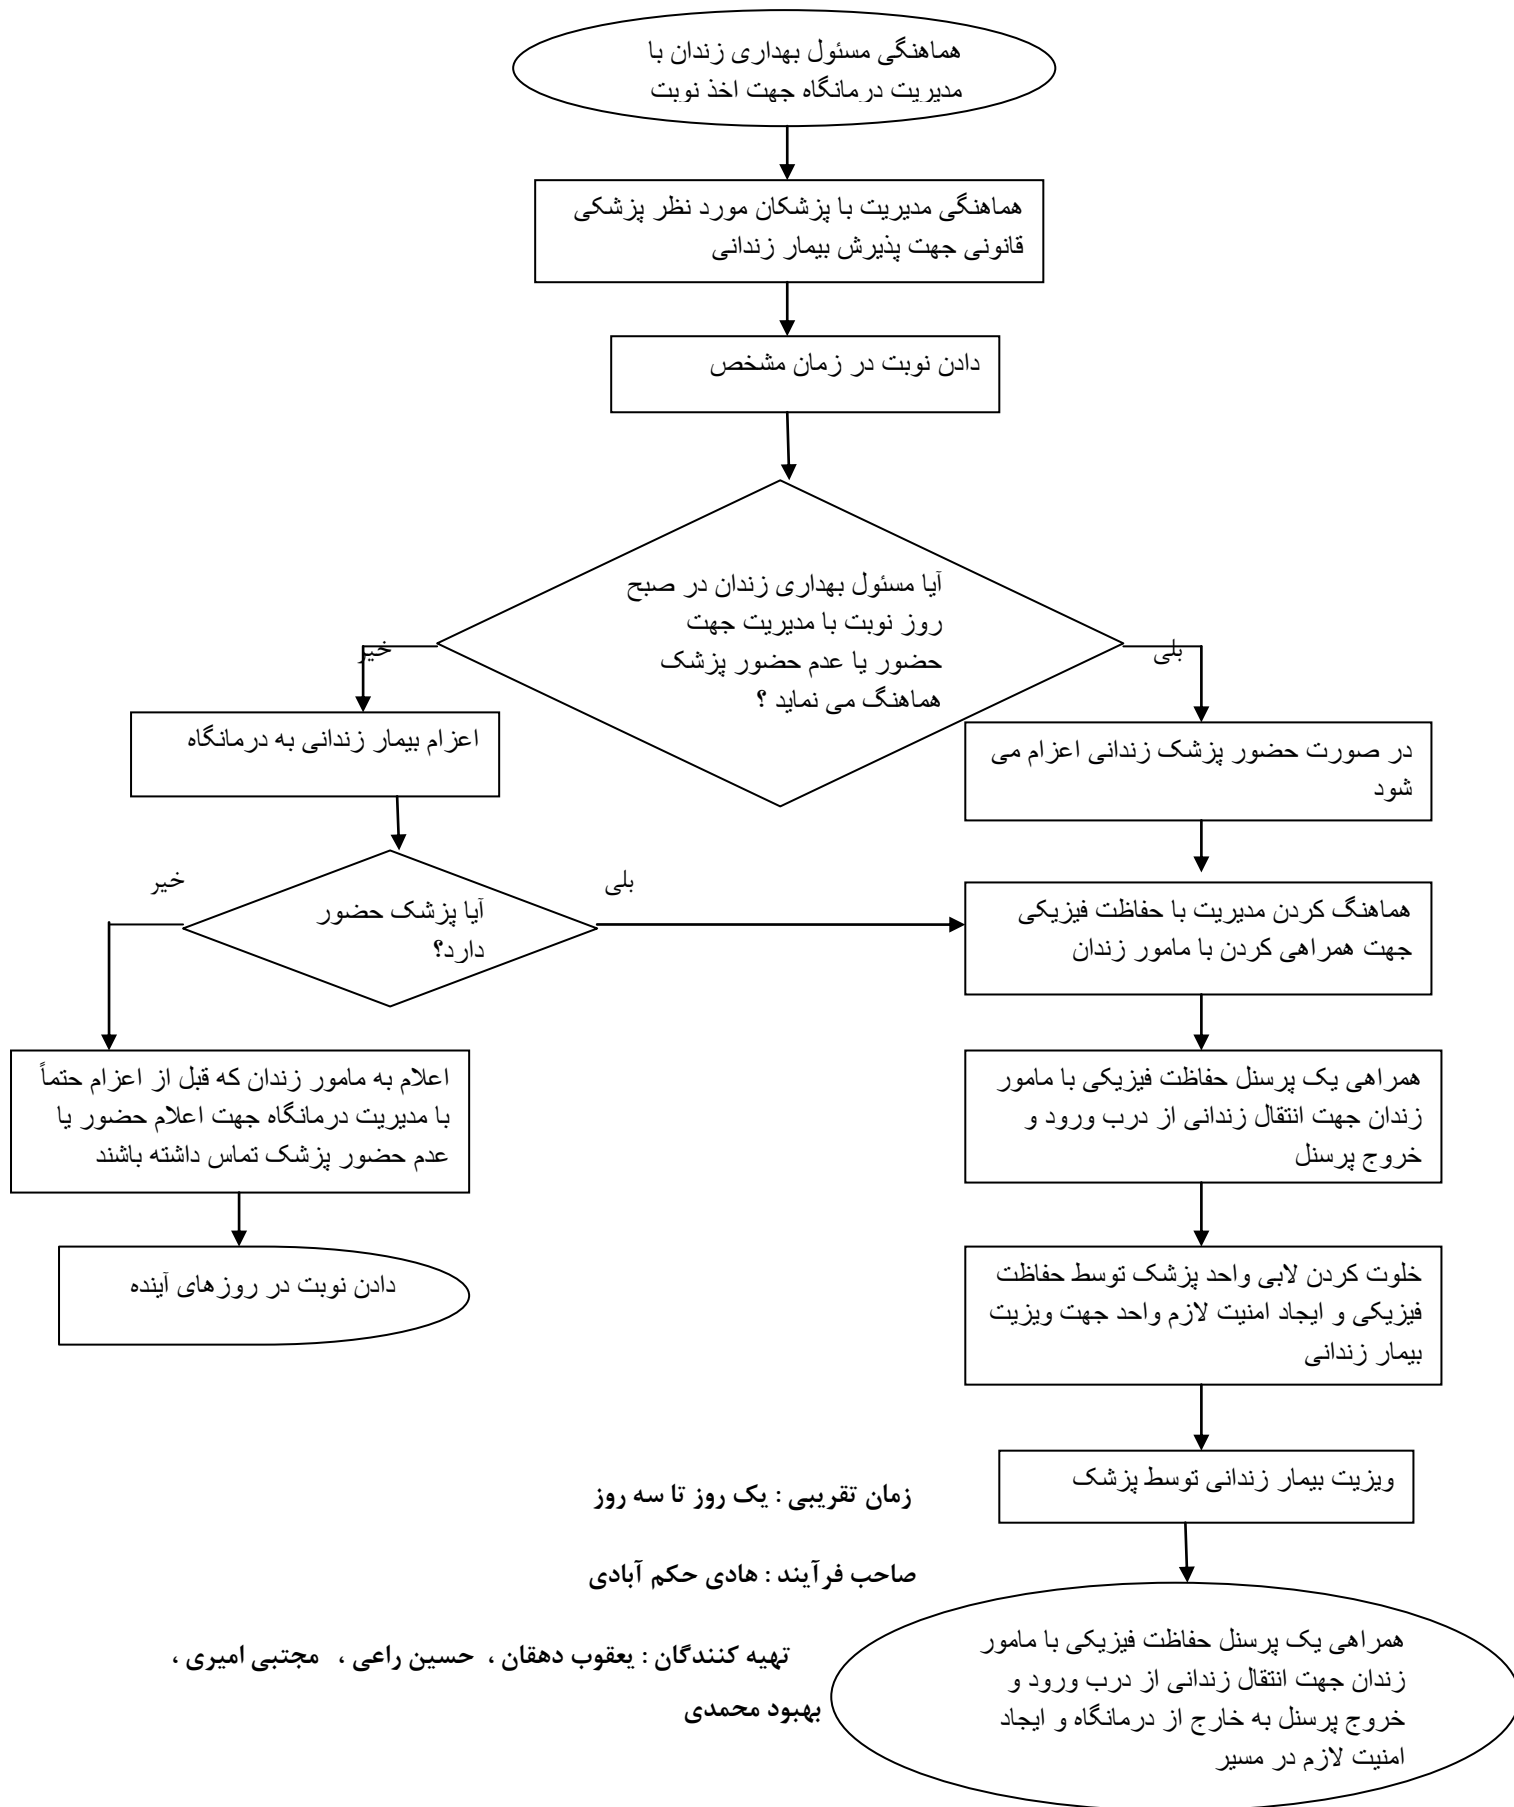 هماهنگی مسئول بهداری زندان با
مدیریت درمانگاه جهت اخذ نوبت
هماهنگی مدیریت با پزشکان مورد نظر پزشکی
قانونی جهت پذیرش بیمار زندانی
دادن نوبت در زمان مشخص
آیا مسئول بهداری زندان در صبح
روز نوبت با مدیریت جهت
حضور یا عدم حضور پزشک
هماهنگ می نماید ؟
بلی
خیر
در صورت حضور پزشک زندانی اعزام می
شود
اعزام بیمار زندانی به درمانگاه
آیا پزشک حضور
دارد؟
بلی
خیر
هماهنگ کردن مدیریت با حفاظت فیزیکی
جهت همراهی کردن با مامور زندان
اعلام به مامور زندان که قبل از اعزام حتماً
با مدیریت درمانگاه جهت اعلام حضور یا
عدم حضور پزشک تماس داشته باشند
همراهی یک پرسنل حفاظت فیزیکی با مامور
زندان جهت انتقال زندانی از درب ورود و
خروج پرسنل
دادن نوبت در روزهای آینده
خلوت کردن لابی واحد پزشک توسط حفاظت
فیزیکی و ایجاد امنیت لازم واحد جهت ویزیت
بیمار زندانی
ویزیت بیمار زندانی توسط پزشک
همراهی یک پرسنل حفاظت فیزیکی با مامور
زندان جهت انتقال زندانی از درب ورود و
خروج پرسنل به خارج از درمانگاه و ایجاد
امنیت لازم در مسیر
زمان تقریبی : یک روز تا سه روز
صاحب فرآیند : هادی حکم آبادی
تهیه کنندگان : یعقوب دهقان ، حسین راعی ، مجتبی امیری ،
بهبود محمدی